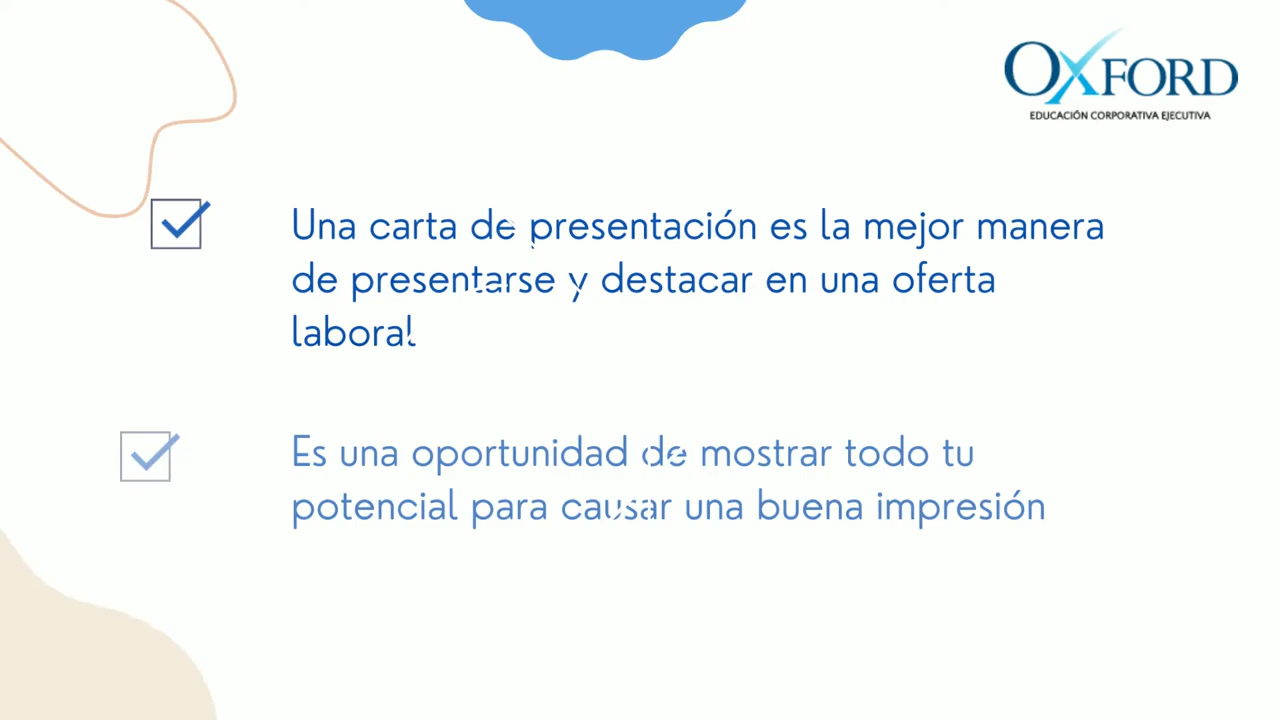 OXFORD
EDUCACIÓN CORPORATIVA EJECUTIVA
Una carta de presentación es la mejor manera
de presentarse y destacar en una oferta
laboral
Es una oportunidad de mostrar todo tu
potencial para causar una buena impresión